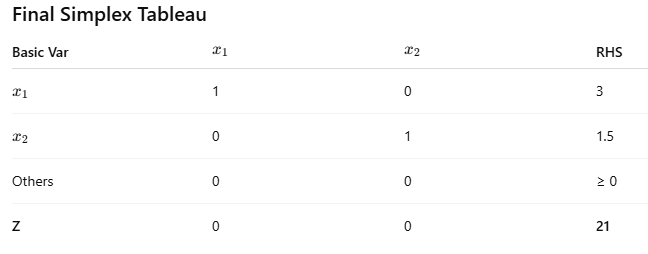 Final Simplex Tableau
Basic Var x₁ x₂ RHS
x₁ 1 0 3
x₂ 0 1 1.5
Others 0 0 ≥ 0
Z 0 0 21